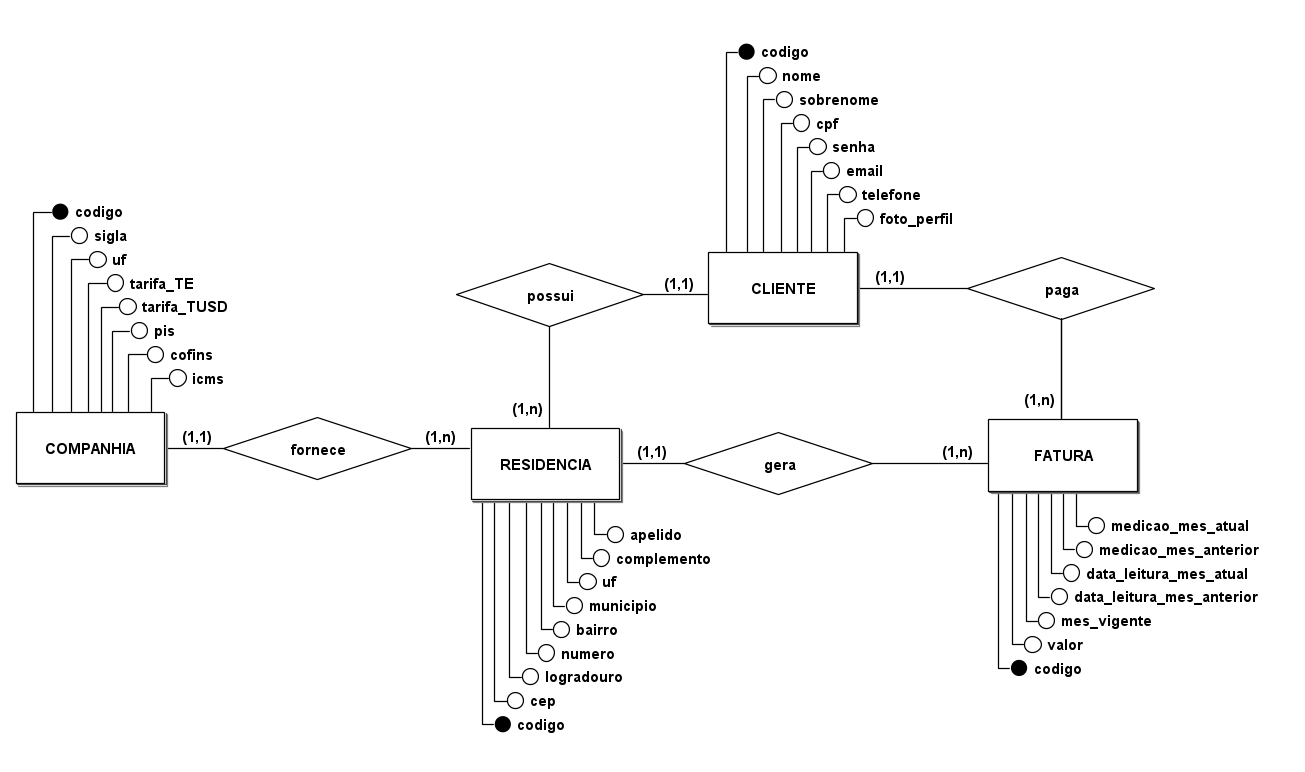 codigo
nome
sobrenome
cpf
senha
email
telefone
foto_perfil
CLIENTE
codigo
sigla
uf
tarifa_TE
tarifa_TUSD
pis
cofins
icms
COMPANHIA
possui
(1,1)
(1,1)
paga
(1,n)
(1,n)
(1,1)
fornece
(1,n)
RESIDENCIA
(1,1)
gera
(1,n)
FATURA
apelido
complemento
uf
municipio
bairro
numero
logradouro
cep
codigo
medicao_mes_atual
medicao_mes_anterior
data_leitura_mes_atual
data_leitura_mes_anterior
mes_vigente
valor
codigo